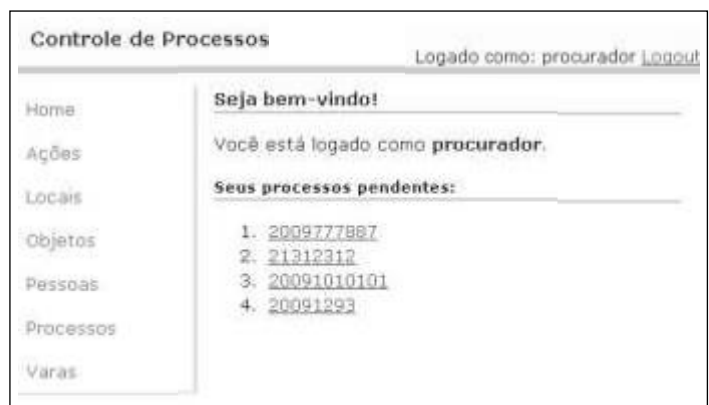 Controle de Processos
Logado como: procurador Logout
Home
Ações
Locais
Objetos
Pessoas
Processos
Varas
Seja bem-vindo!
Você está logado como procurador.
Seus processos pendentes:
1. 2009777887
2. 21312312
3. 20091010101
4. 20091293